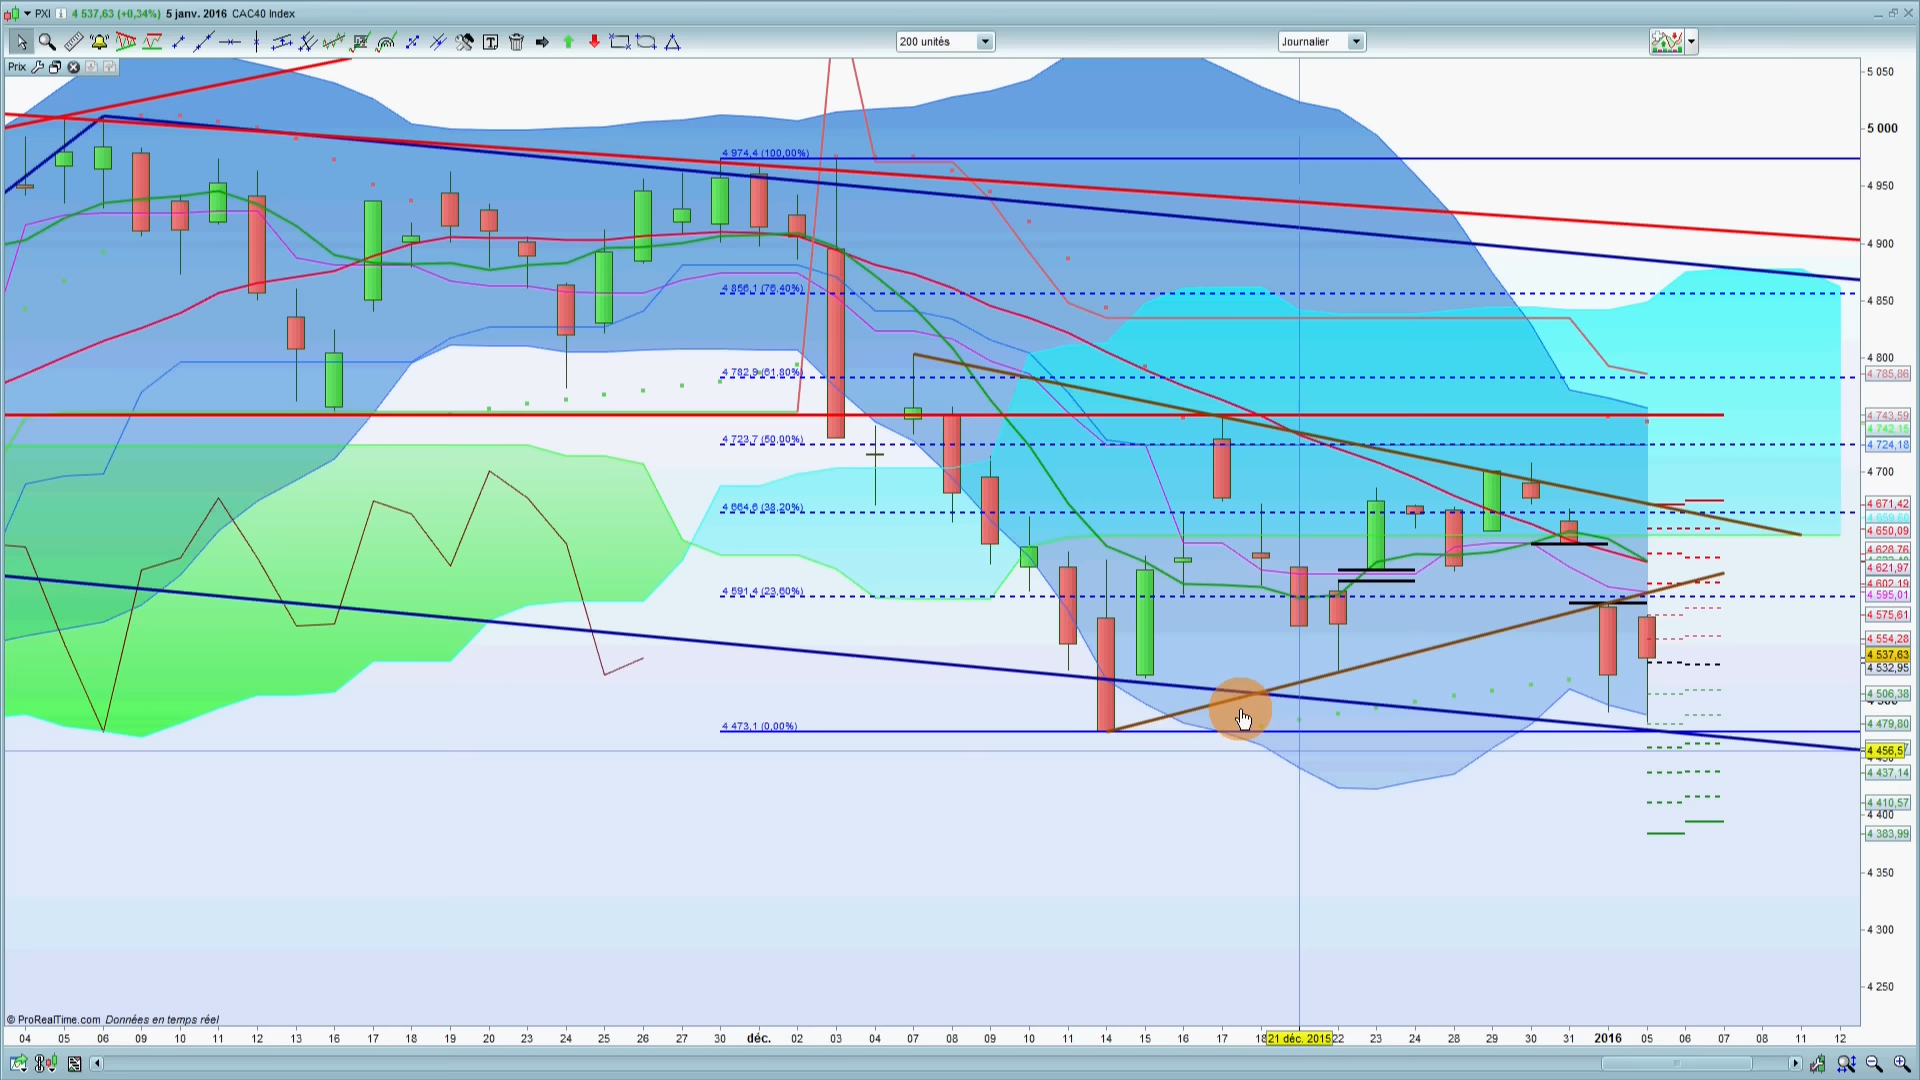 PXI 4 537,63 (+0,34%) 5 janv. 2016 CAC40 Index
200 unités
Journalier
Prix
5 050
5 000
4 974,4 (100,00%)
4 950
4 900
4 856,1 (76,40%)
4 850
4 800
4 782,9 (61,80%)
4 785,86
4 743,59
4 742,15
4 723,7 (50,00%)
4 724,18
4 700
4 664,6 (38,20%)
4 671,42
4 650,09
4 628,76
4 621,97
4 602,19
4 591,4 (23,60%)
4 595,01
4 575,61
4 554,28
4 537,63
4 532,95
4 506,38
4 473,1 (0,00%)
4 479,80
4 456,5
4 437,14
4 410,57
4 400
4 383,99
4 350
4 300
4 250
© ProRealTime.com Données en temps réel
04 05 06 09 10 11 12 13 16 17 18 19 20 23 24 25 26 27 30 déc. 02 03 04 07 08 09 10 11 14 15 16 17 18 21 déc. 2015 22 23 24 28 29 30 31 2016 05 06 07 08 11 12